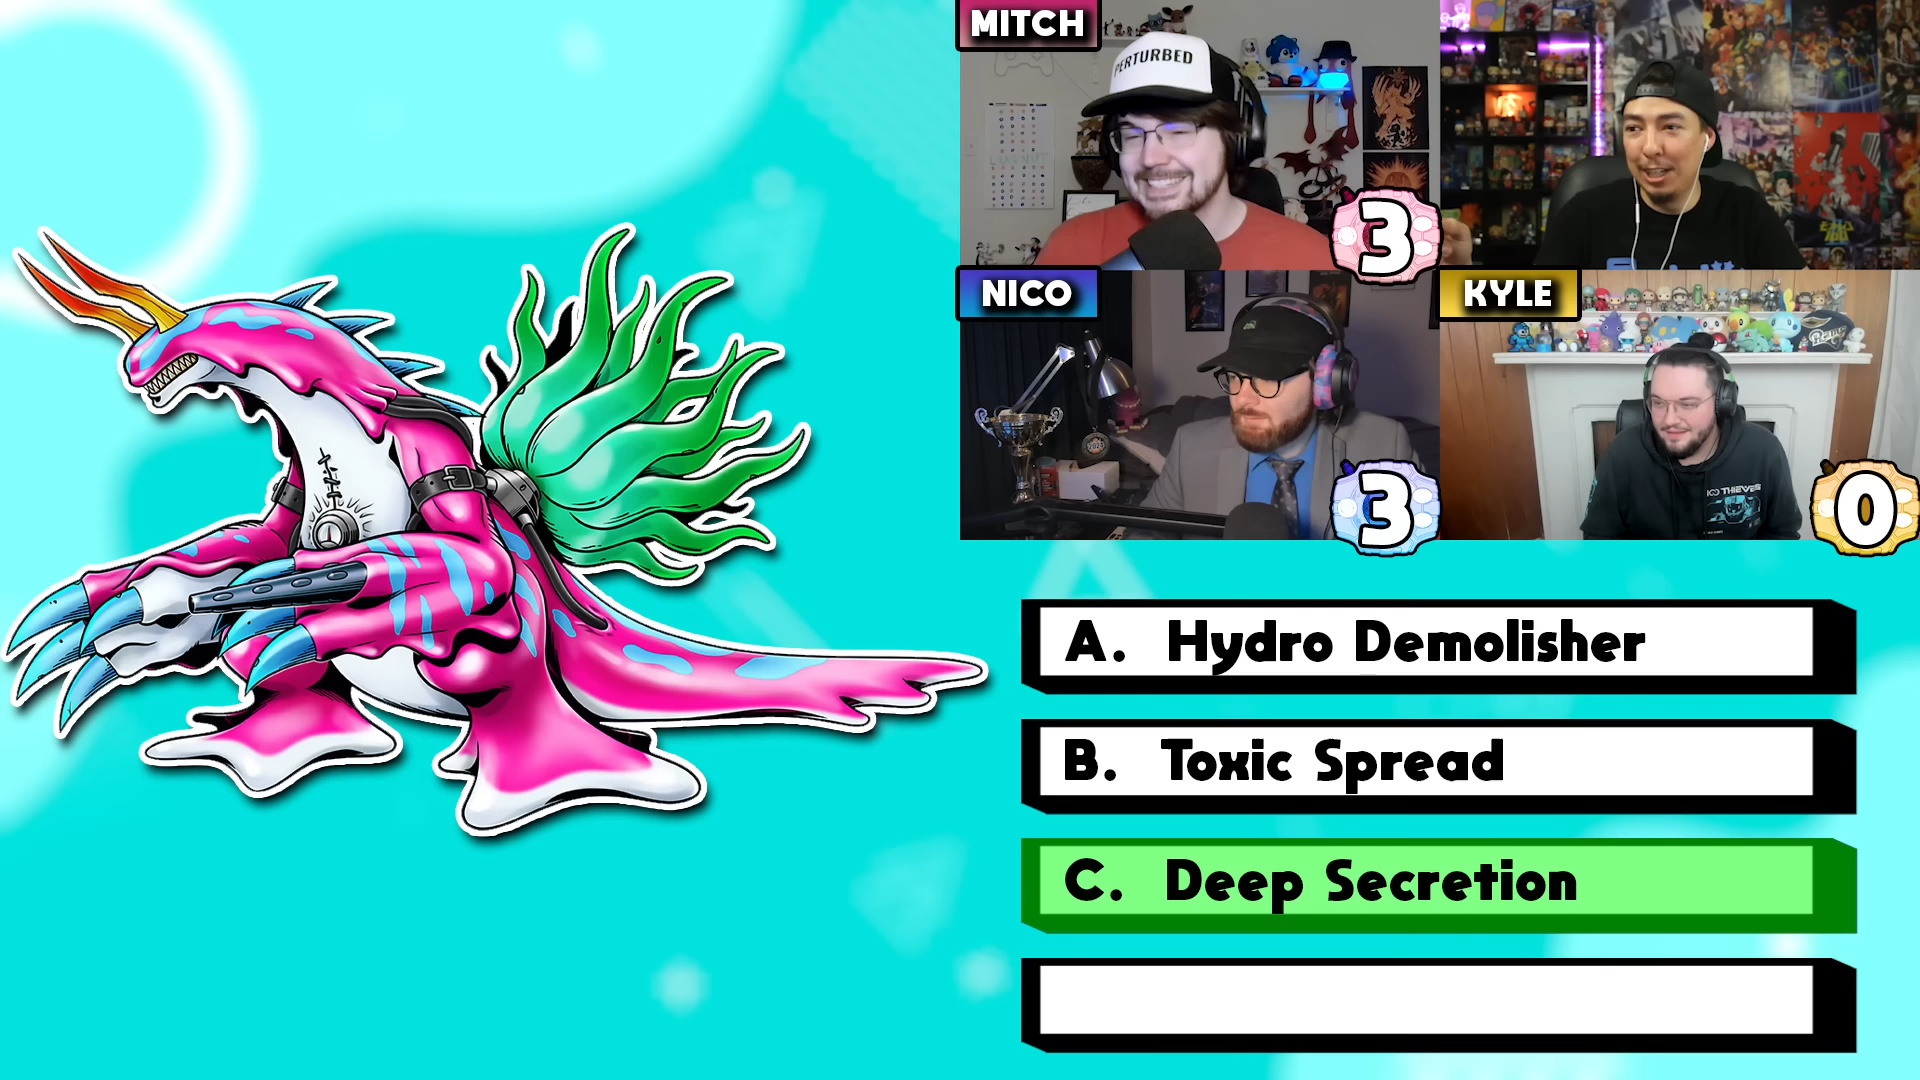 MITCH
PERTURBED
3
NICO
KYLE
3
0
A. Hydro Demolisher
B. Toxic Spread
C. Deep Secretion